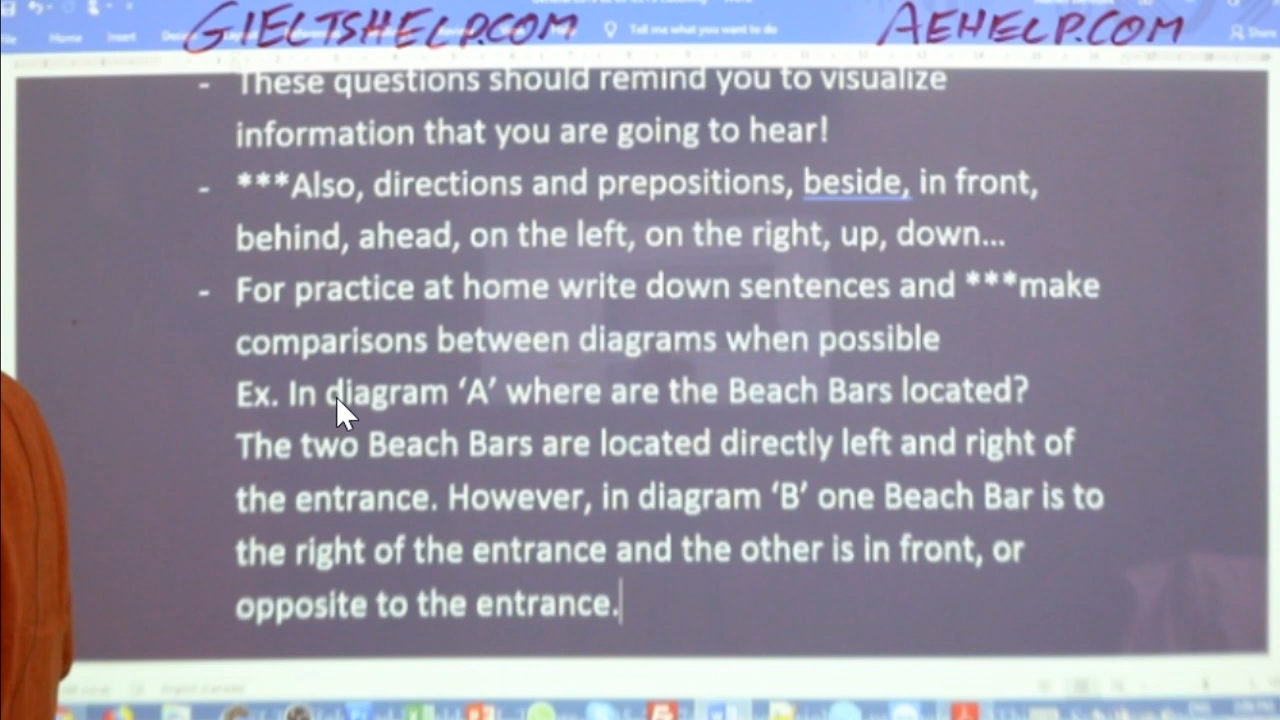 GIELTSHELP.COM AEHELP.COM
Home Insert Tell me what you want to do Share
- These questions should remind you to visualize
information that you are going to hear!
- ***Also, directions and prepositions, beside, in front,
behind, ahead, on the left, on the right, up, down...
- For practice at home write down sentences and ***make
comparisons between diagrams when possible
Ex. In diagram ‘A’ where are the Beach Bars located?
The two Beach Bars are located directly left and right of
the entrance. However, in diagram ‘B’ one Beach Bar is to
the right of the entrance and the other is in front, or
opposite to the entrance.